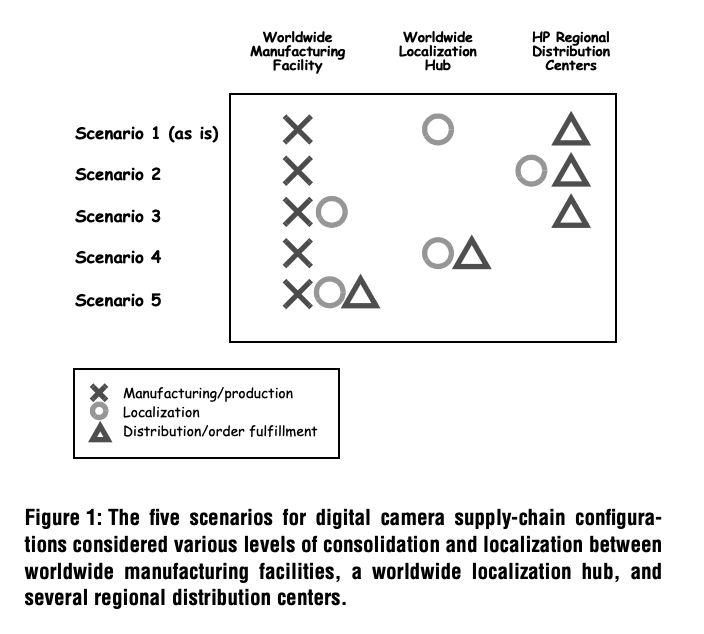 Worldwide
Manufacturing
Facility
Worldwide
Localization
Hub
HP Regional
Distribution
Centers
Scenario 1 (as is)
Scenario 2
Scenario 3
Scenario 4
Scenario 5
Manufacturing/production
Localization
Distribution/order fulfillment
Figure 1: The five scenarios for digital camera supply-chain configura-
tions considered various levels of consolidation and localization between
worldwide manufacturing facilities, a worldwide localization hub, and
several regional distribution centers.